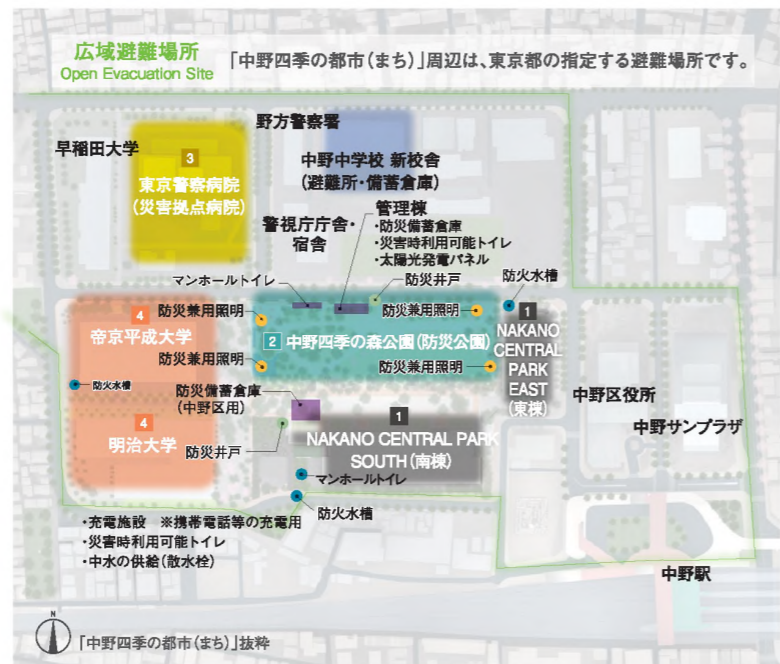 広域避難場所
Open Evacuation Site
「中野四季の都市(まち)」周辺は、東京都の指定する避難場所です。
野方警察署
早稲田大学
3
東京警察病院
(災害拠点病院)
中野中学校 新校舎
(避難所・備蓄倉庫)
警視庁庁舎・
宿舎
管理棟
・防災備蓄倉庫
・災害時利用可能トイレ
・太陽光発電パネル
マンホールトイレ
防災井戸
防火水槽
4
帝京平成大学
防災兼用照明
防災兼用照明
1
NAKANO
CENTRAL
PARK
EAST
(東棟)
2 中野四季の森公園(防災公園)
防災兼用照明
防災兼用照明
防火水槽
防災備蓄倉庫
(中野区用)
中野区役所
中野サンプラザ
4
明治大学
防災井戸
1
NAKANO CENTRAL PARK
SOUTH(南棟)
マンホールトイレ
防火水槽
・充電施設 ※携帯電話等の充電用
・災害時利用可能トイレ
・中水の供給(散水栓)
中野駅
N
「中野四季の都市(まち)」抜粋